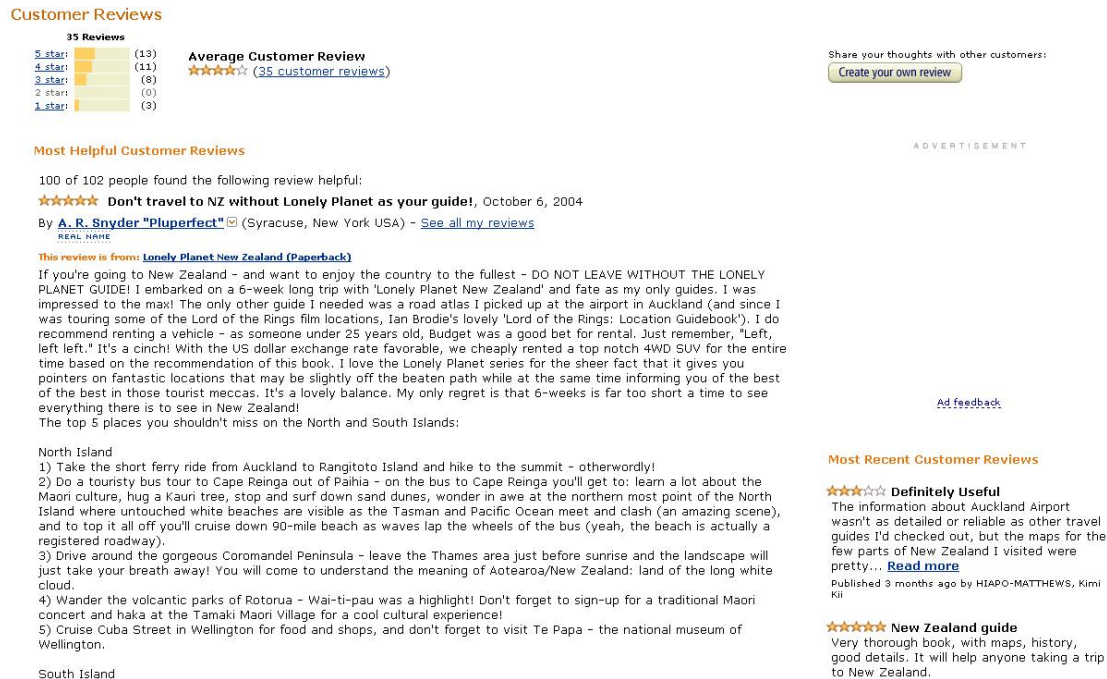 Customer Reviews
35 Reviews
5 star: (13)
4 star: (11)
3 star: (8)
2 star: (0)
1 star: (3)
Average Customer Review
(35 customer reviews)
Share your thoughts with other customers:
Create your own review
ADVERTISEMENT
Most Helpful Customer Reviews
100 of 102 people found the following review helpful:
Don't travel to NZ without Lonely Planet as your guide!, October 6, 2004
By A. R. Snyder "Pluperfect" (Syracuse, New York USA) - See all my reviews
REAL NAME
This review is from: Lonely Planet New Zealand (Paperback)
If you're going to New Zealand - and want to enjoy the country to the fullest - DO NOT LEAVE WITHOUT THE LONELY
PLANET GUIDE! I embarked on a 6-week long trip with 'Lonely Planet New Zealand' and fate as my only guides. I was
impressed to the max! The only other guide I needed was a road atlas I picked up at the airport in Auckland (and since I
was touring some of the Lord of the Rings film locations, Ian Brodie's lovely 'Lord of the Rings: Location Guidebook'). I do
recommend renting a vehicle - as someone under 25 years old, Budget was a good bet for rental. Just remember, "Left,
left left." It's a cinch! With the US dollar exchange rate favorable, we cheaply rented a top notch 4WD SUV for the entire
time based on the recommendation of this book. I love the Lonely Planet series for the sheer fact that it gives you
pointers on fantastic locations that may be slightly off the beaten path while at the same time informing you of the best
of the best in those tourist meccas. It's a lovely balance. My only regret is that 6-weeks is far too short a time to see
everything there is to see in New Zealand!
The top 5 places you shouldn't miss on the North and South Islands:
North Island
1) Take the short ferry ride from Auckland to Rangitoto Island and hike to the summit - otherwordly!
2) Do a touristy bus tour to Cape Reinga out of Paihia - on the bus to Cape Reinga you'll get to: learn a lot about the
Maori culture, hug a Kauri tree, stop and surf down sand dunes, wonder in awe at the northern most point of the North
Island where untouched white beaches are visible as the Tasman and Pacific Ocean meet and clash (an amazing scene),
and to top it all off you'll cruise down 90-mile beach as waves lap the wheels of the bus (yeah, the beach is actually a
registered roadway).
3) Drive around the gorgeous Coromandel Peninsula - leave the Thames area just before sunrise and the landscape will
just take your breath away! You will come to understand the meaning of Aotearoa/New Zealand: land of the long white
cloud.
4) Wander the volcantic parks of Rotorua - Wai-ti-pau was a highlight! Don't forget to sign-up for a traditional Maori
concert and haka at the Tamaki Maori Village for a cool cultural experience!
5) Cruise Cuba Street in Wellington for food and shops, and don't forget to visit Te Papa - the national museum of
Wellington.
South Island
Ad feedback
Most Recent Customer Reviews
Definitely Useful
The information about Auckland Airport
wasn't as detailed or reliable as other travel
guides I'd checked out, but the maps for the
few parts of New Zealand I visited were
pretty... Read more
Published 3 months ago by HIAPO-MATTHEWS, Kimi
Kii
New Zealand guide
Very thorough book, with maps, history,
good details. It will help anyone taking a trip
to New Zealand.